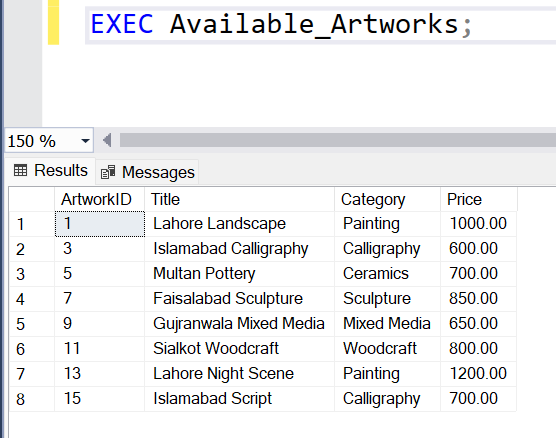 EXEC Available_Artworks;
150 %
Results Messages
ArtworkID Title Category Price
1 1 Lahore Landscape Painting 1000.00
2 3 Islamabad Calligraphy Calligraphy 600.00
3 5 Multan Pottery Ceramics 700.00
4 7 Faisalabad Sculpture Sculpture 850.00
5 9 Gujranwala Mixed Media Mixed Media 650.00
6 11 Sialkot Woodcraft Woodcraft 800.00
7 13 Lahore Night Scene Painting 1200.00
8 15 Islamabad Script Calligraphy 700.00